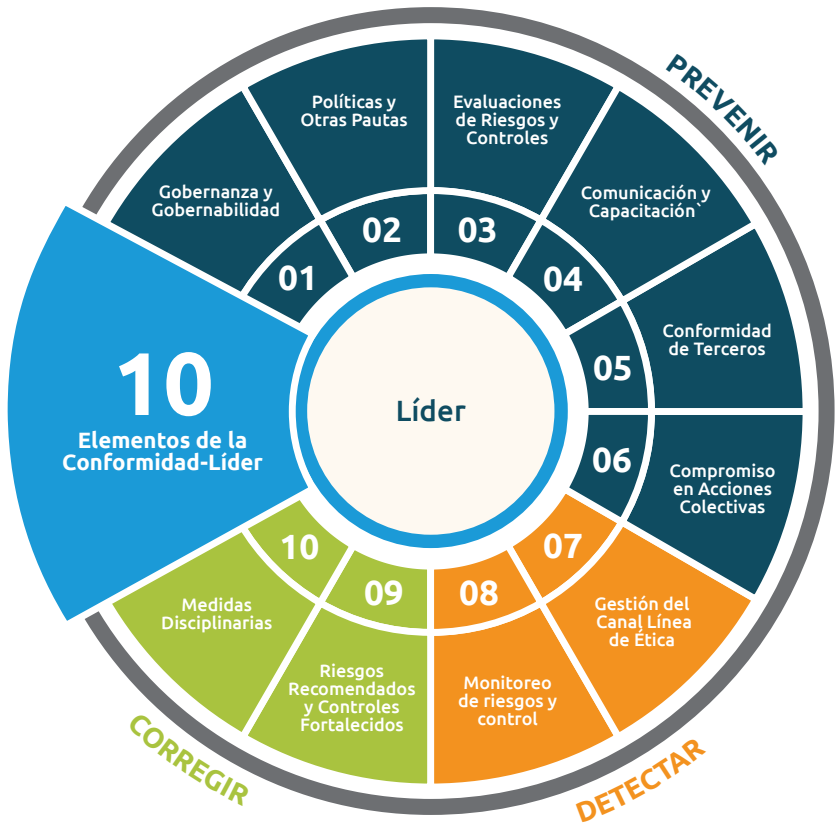 10
Elementos de la
Conformidad-Líder
Líder
PREVENIR
01
Gobernanza y
Gobernabilidad
02
Políticas y
Otras Pautas
03
Evaluaciones
de Riesgos y
Controles
04
Comunicación y
Capacitación`
05
Conformidad
de Terceros
06
Compromiso
en Acciones
Colectivas
DETECTAR
07
Gestión del
Canal Línea
de Ética
08
Monitoreo
de riesgos y
control
CORREGIR
09
Riesgos
Recomendados
y Controles
Fortalecidos
10
Medidas
Disciplinarias